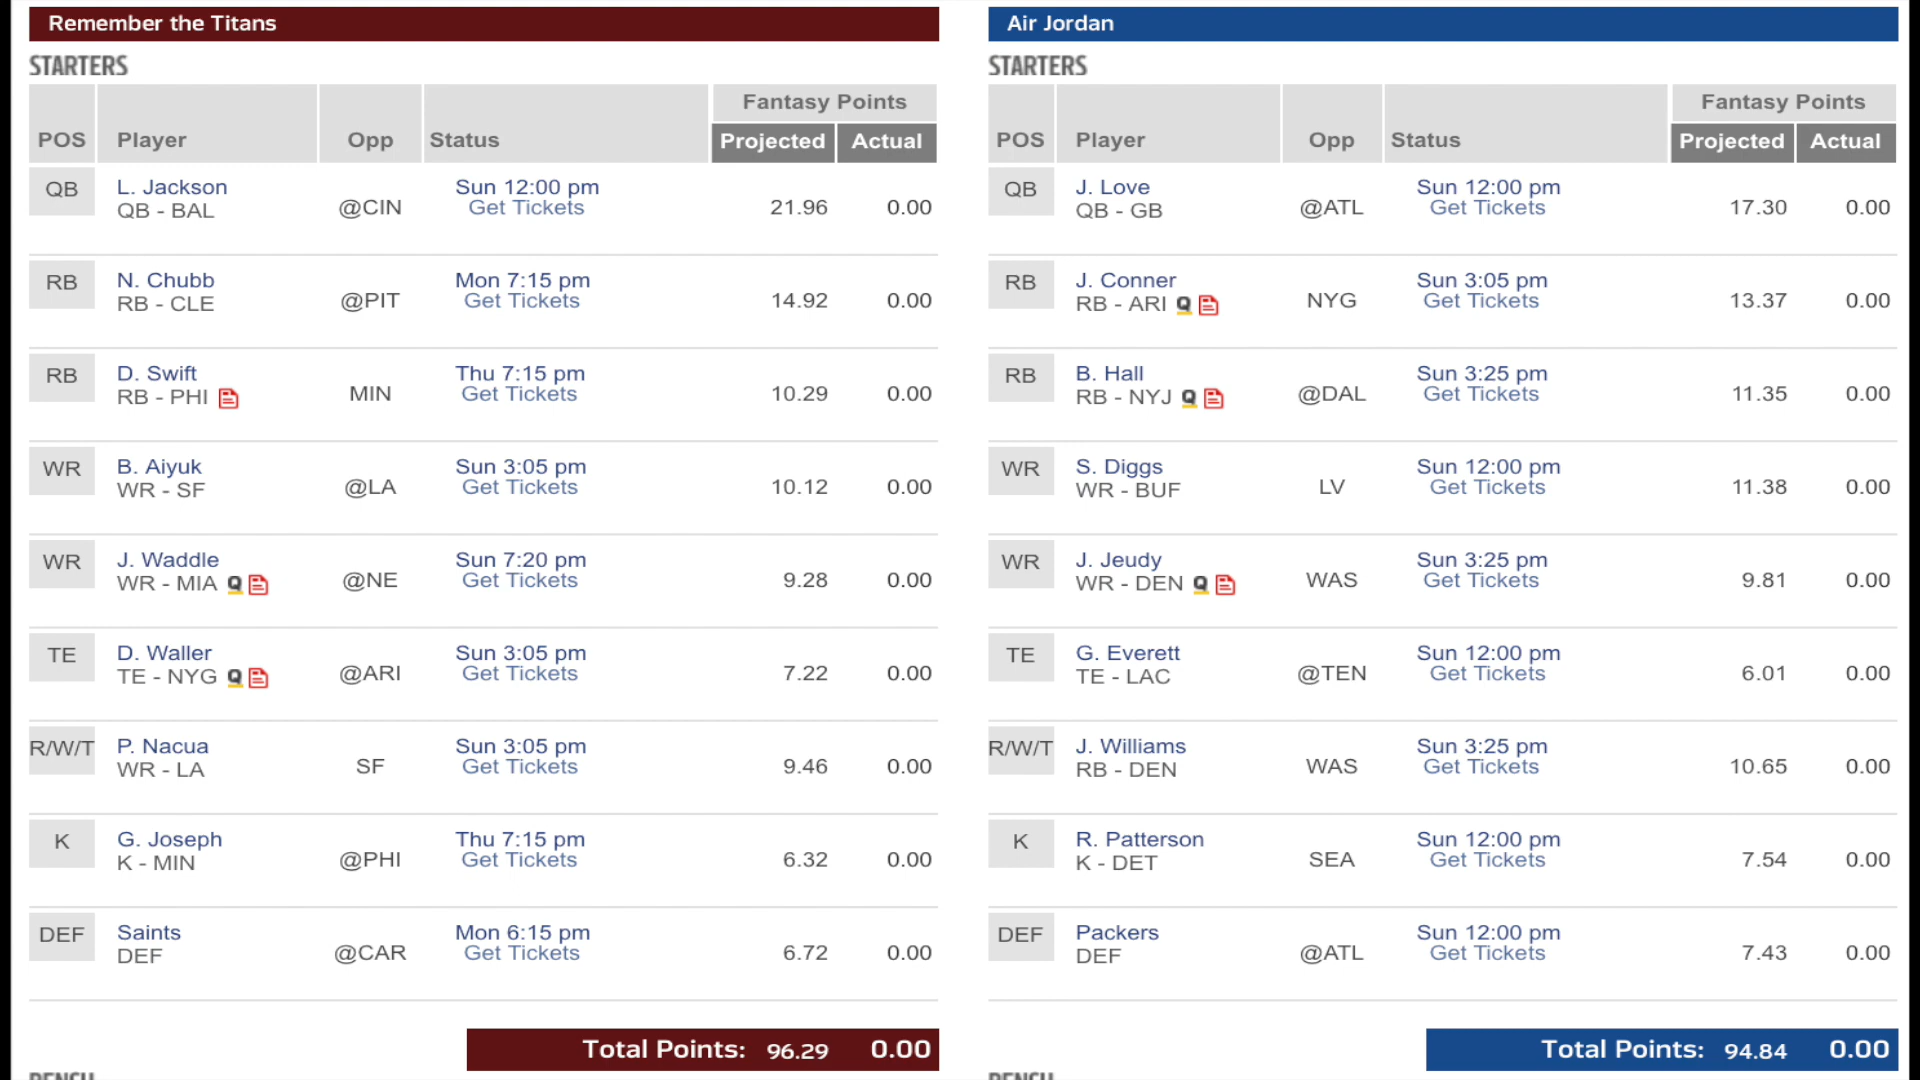 Remember the Titans
STARTERS
Fantasy Points
POS Player Opp Status Projected Actual
QB L. Jackson QB - BAL @CIN Sun 12:00 pm Get Tickets 21.96 0.00
RB N. Chubb RB - CLE @PIT Mon 7:15 pm Get Tickets 14.92 0.00
RB D. Swift RB - PHI MIN Thu 7:15 pm Get Tickets 10.29 0.00
WR B. Aiyuk WR - SF @LA Sun 3:05 pm Get Tickets 10.12 0.00
WR J. Waddle WR - MIA Q @NE Sun 7:20 pm Get Tickets 9.28 0.00
TE D. Waller TE - NYG Q @ARI Sun 3:05 pm Get Tickets 7.22 0.00
R/W/T P. Nacua WR - LA SF Sun 3:05 pm Get Tickets 9.46 0.00
K G. Joseph K - MIN @PHI Thu 7:15 pm Get Tickets 6.32 0.00
DEF Saints DEF @CAR Mon 6:15 pm Get Tickets 6.72 0.00
Total Points: 96.29 0.00
BENCH
Air Jordan
STARTERS
Fantasy Points
POS Player Opp Status Projected Actual
QB J. Love QB - GB @ATL Sun 12:00 pm Get Tickets 17.30 0.00
RB J. Conner RB - ARI Q NYG Sun 3:05 pm Get Tickets 13.37 0.00
RB B. Hall RB - NYJ Q @DAL Sun 3:25 pm Get Tickets 11.35 0.00
WR S. Diggs WR - BUF LV Sun 12:00 pm Get Tickets 11.38 0.00
WR J. Jeudy WR - DEN Q WAS Sun 3:25 pm Get Tickets 9.81 0.00
TE G. Everett TE - LAC @TEN Sun 12:00 pm Get Tickets 6.01 0.00
R/W/T J. Williams RB - DEN WAS Sun 3:25 pm Get Tickets 10.65 0.00
K R. Patterson K - DET SEA Sun 12:00 pm Get Tickets 7.54 0.00
DEF Packers DEF @ATL Sun 12:00 pm Get Tickets 7.43 0.00
Total Points: 94.84 0.00
BENCH